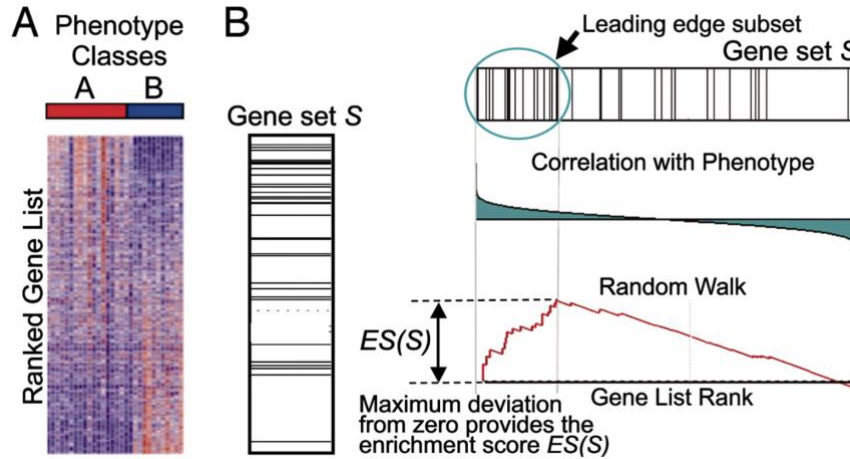 A
Phenotype
Classes
A B
Ranked Gene List
B
Gene set S
Leading edge subset
Gene set S
Correlation with Phenotype
Random Walk
ES(S)
Gene List Rank
Maximum deviation
from zero provides the
enrichment score ES(S)